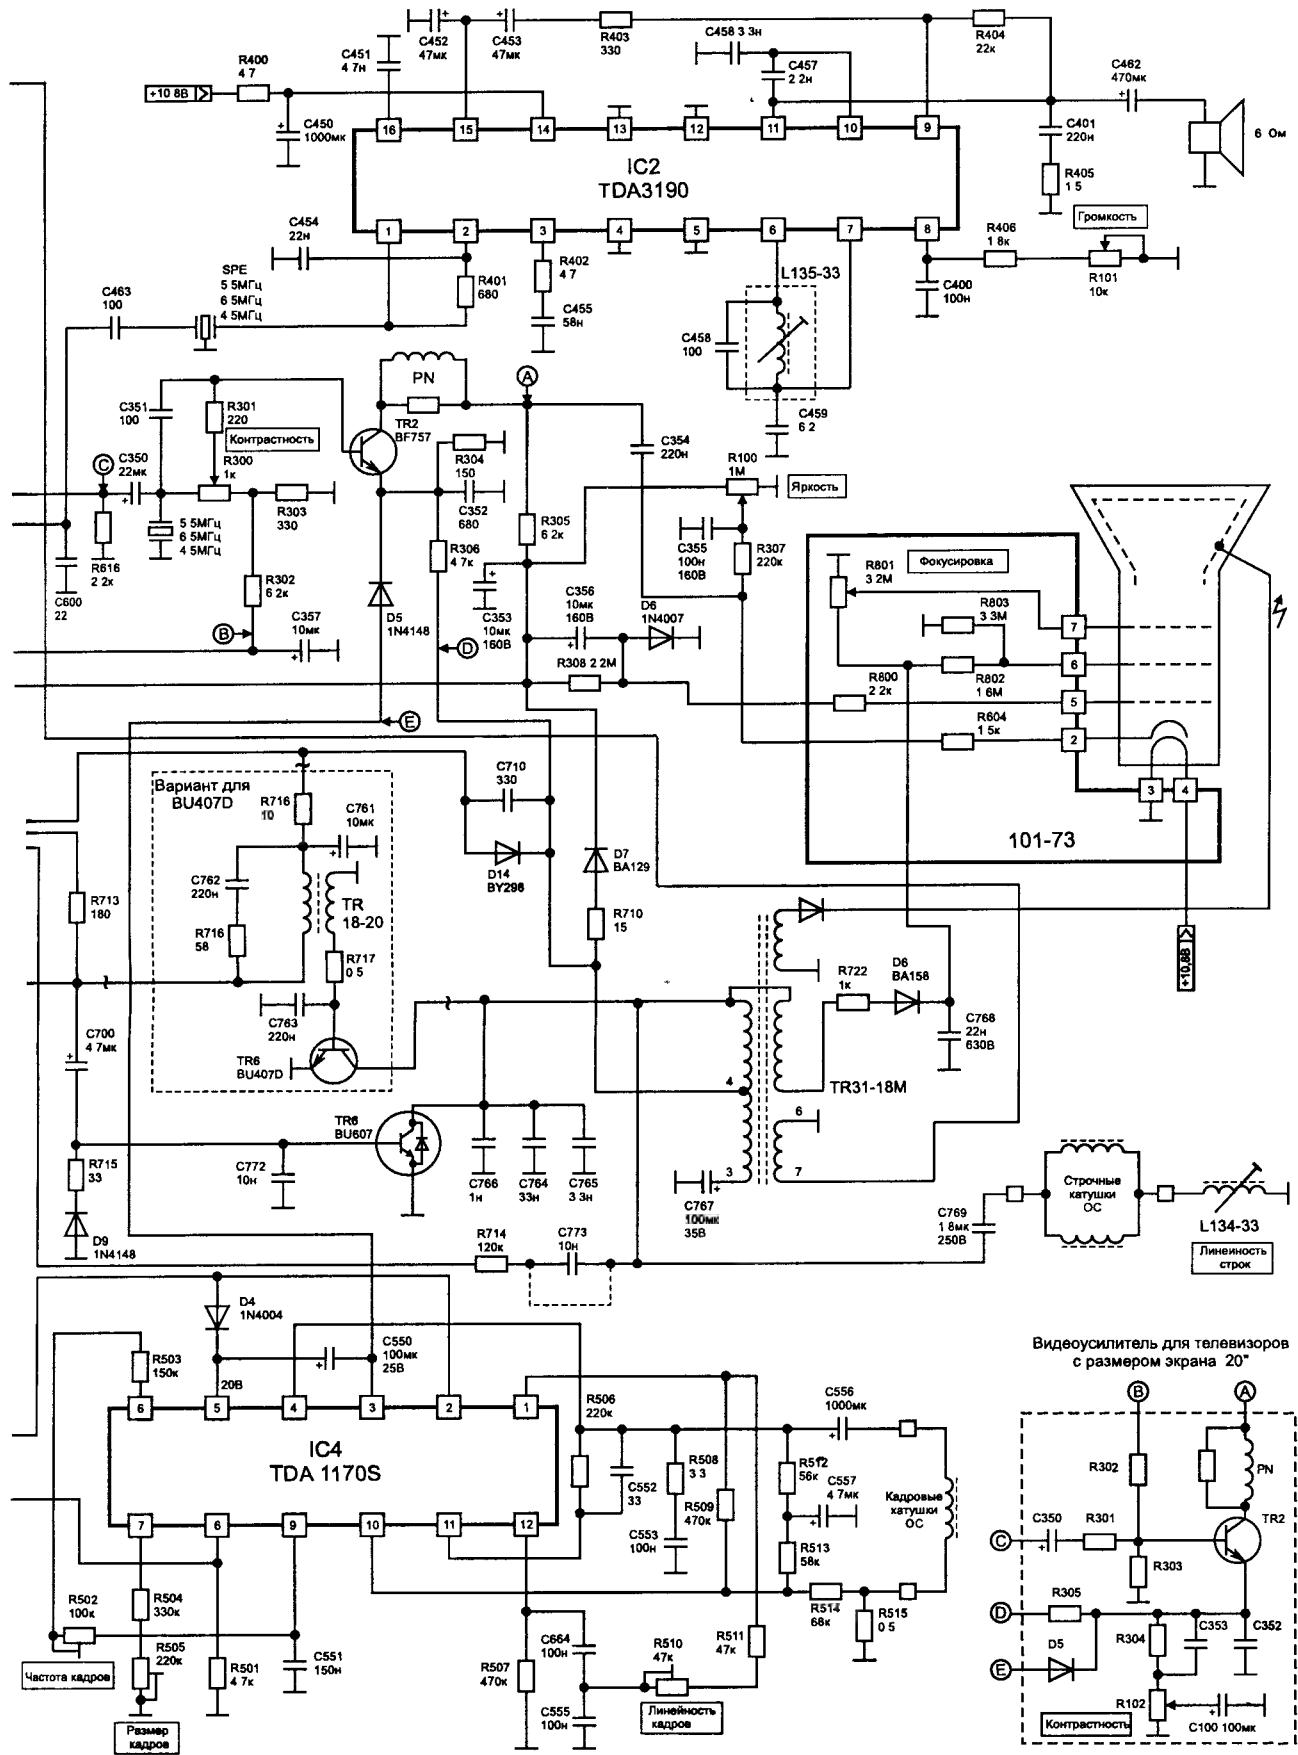 C452
47мк
C453
47мк
R403
330
R404
22к
C458 3 3н
C457
2 2н
C451
4 7н
R400
4 7
+10 8В
C450
1000мк
C462
470мк
6 Ом
C401
220н
R405
1 5
16
15
14
13
12
11
10
9
IC2
TDA3190
1
2
3
4
5
6
7
8
C454
22н
R401
680
R402
4 7
C455
58н
SPE
5 5МГц
6 5МГц
4 5МГц
C463
100
L135-33
C458
100
C459
6 2
C400
100н
R406
1 8к
Громкость
R101
10к
PN
TR2
BF757
A
C351
100
R301
220
Контрастность
R300
1к
C
C350
22мк
R303
330
R304
150
C352
680
C354
220н
R100
1М
Яркость
5 5МГц
6 5МГц
4 5МГц
R616
2 2к
C600
22
R302
6 2к
B
C357
10мк
D5
1N4148
R306
4 7к
C353
10мк
160В
R305
6 2к
C356
10мк
160В
D6
1N4007
C355
100н
160В
R307
220к
D
R308 2 2М
E
R801
3 2М
Фокусировка
R803
3 3М
R802
1 6М
R800
2 2к
R604
1 5к
7
6
5
2
3
4
101-73
+10,8В
Вариант для
BU407D
R716
10
C761
10мк
C762
220н
TR
18-20
R716
58
R717
0 5
C763
220н
TR6
BU407D
R713
180
C700
4 7мк
R715
33
D9
1N4148
C772
10н
TR6
BU607
C710
330
D14
BY298
D7
BA129
R710
15
C766
1н
C764
33н
C765
3 3н
4
3
6
7
TR31-18M
R722
1к
D6
BA158
C768
22н
630В
C767
100мк
35В
R714
120к
C773
10н
C769
1 8мк
250В
Строчные
катушки
ОС
L134-33
Линеиность
строк
D4
1N4004
C550
100мк
25В
20В
R503
150к
6
5
4
3
2
1
IC4
TDA 1170S
7
6
9
10
11
12
R506
220к
C552
33
R508
3 3
C553
100н
R509
470к
R512
56к
C557
4 7мк
R513
58к
C556
1000мк
Кадровые
катушки
ОС
R514
68к
R515
0 5
R502
100к
Частота кадров
R504
330к
R505
220к
Размер
кадров
R501
4 7к
C551
150н
R507
470к
C664
100н
C555
100н
R510
47к
Линейность
кадров
R511
47к
Видеоусилитель для телевизоров
с размером экрана 20"
B
A
R302
PN
C
C350
R301
TR2
R303
D
R305
E
D5
R304
C353
C352
R102
Контрастность
C100 100мк